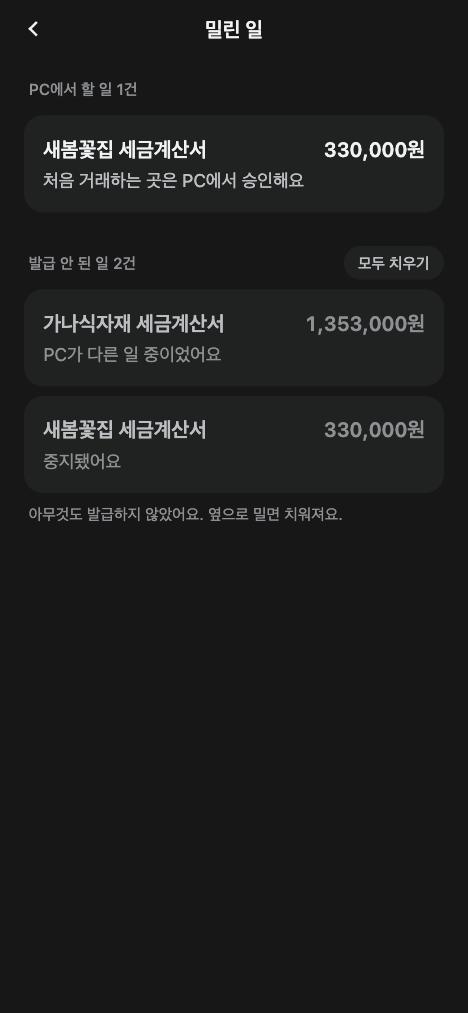 밀린 일
PC에서 할 일 1건
새봄꽃집 세금계산서 330,000원
처음 거래하는 곳은 PC에서 승인해요
발급 안 된 일 2건 모두 치우기
가나식자재 세금계산서 1,353,000원
PC가 다른 일 중이었어요
새봄꽃집 세금계산서 330,000원
중지됐어요
아무것도 발급하지 않았어요. 옆으로 밀면 치워져요.